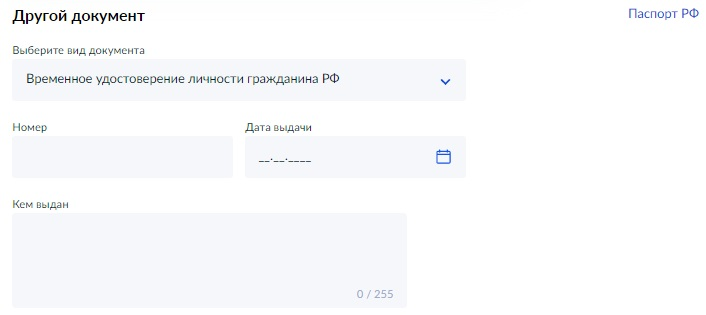 Другой документ
Паспорт РФ
Выберите вид документа
Временное удостоверение личности гражданина РФ
Номер
Дата выдачи
__.__.____
Кем выдан
0 / 255